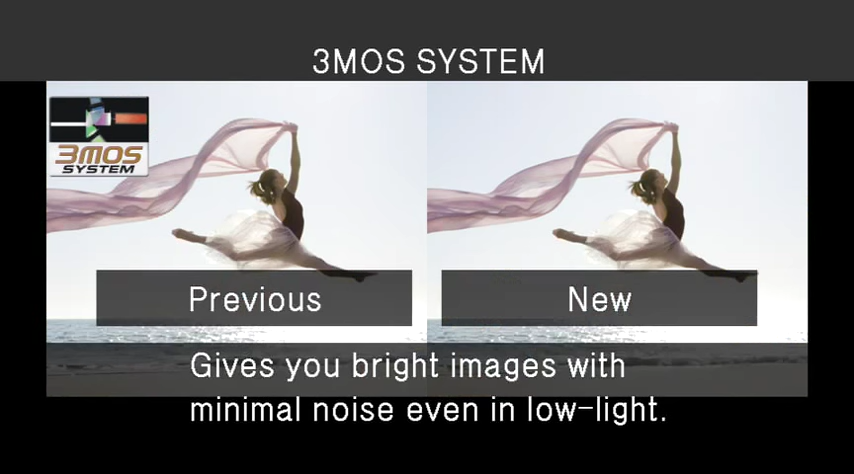 3MOS SYSTEM
3MOS
SYSTEM
Previous
New
Gives you bright images with
minimal noise even in low-light.